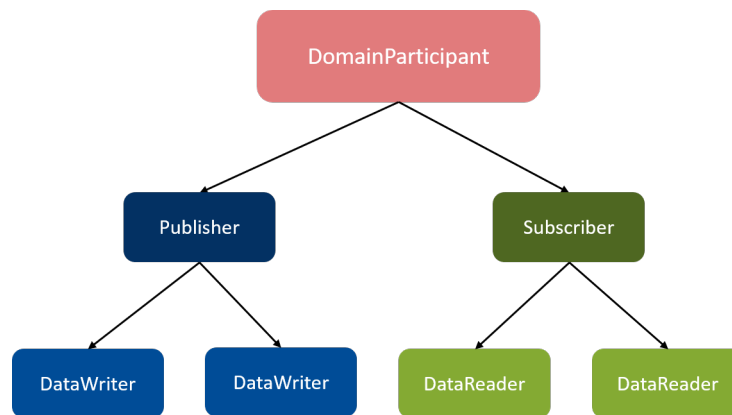 DomainParticipant
Publisher
Subscriber
DataWriter
DataWriter
DataReader
DataReader